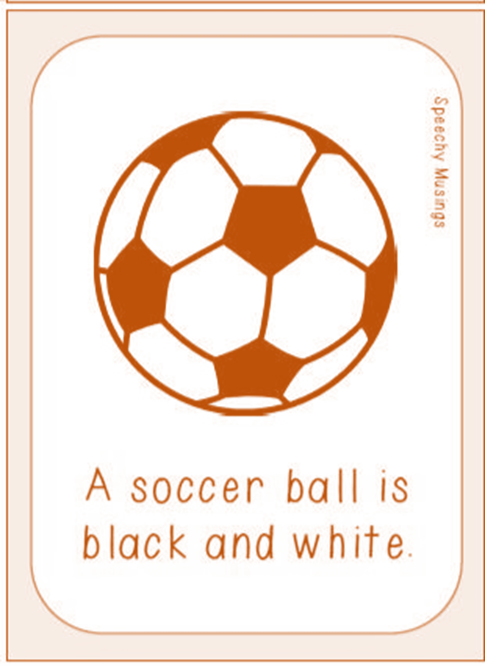 Speechy Musings
A soccer ball is
black and white.